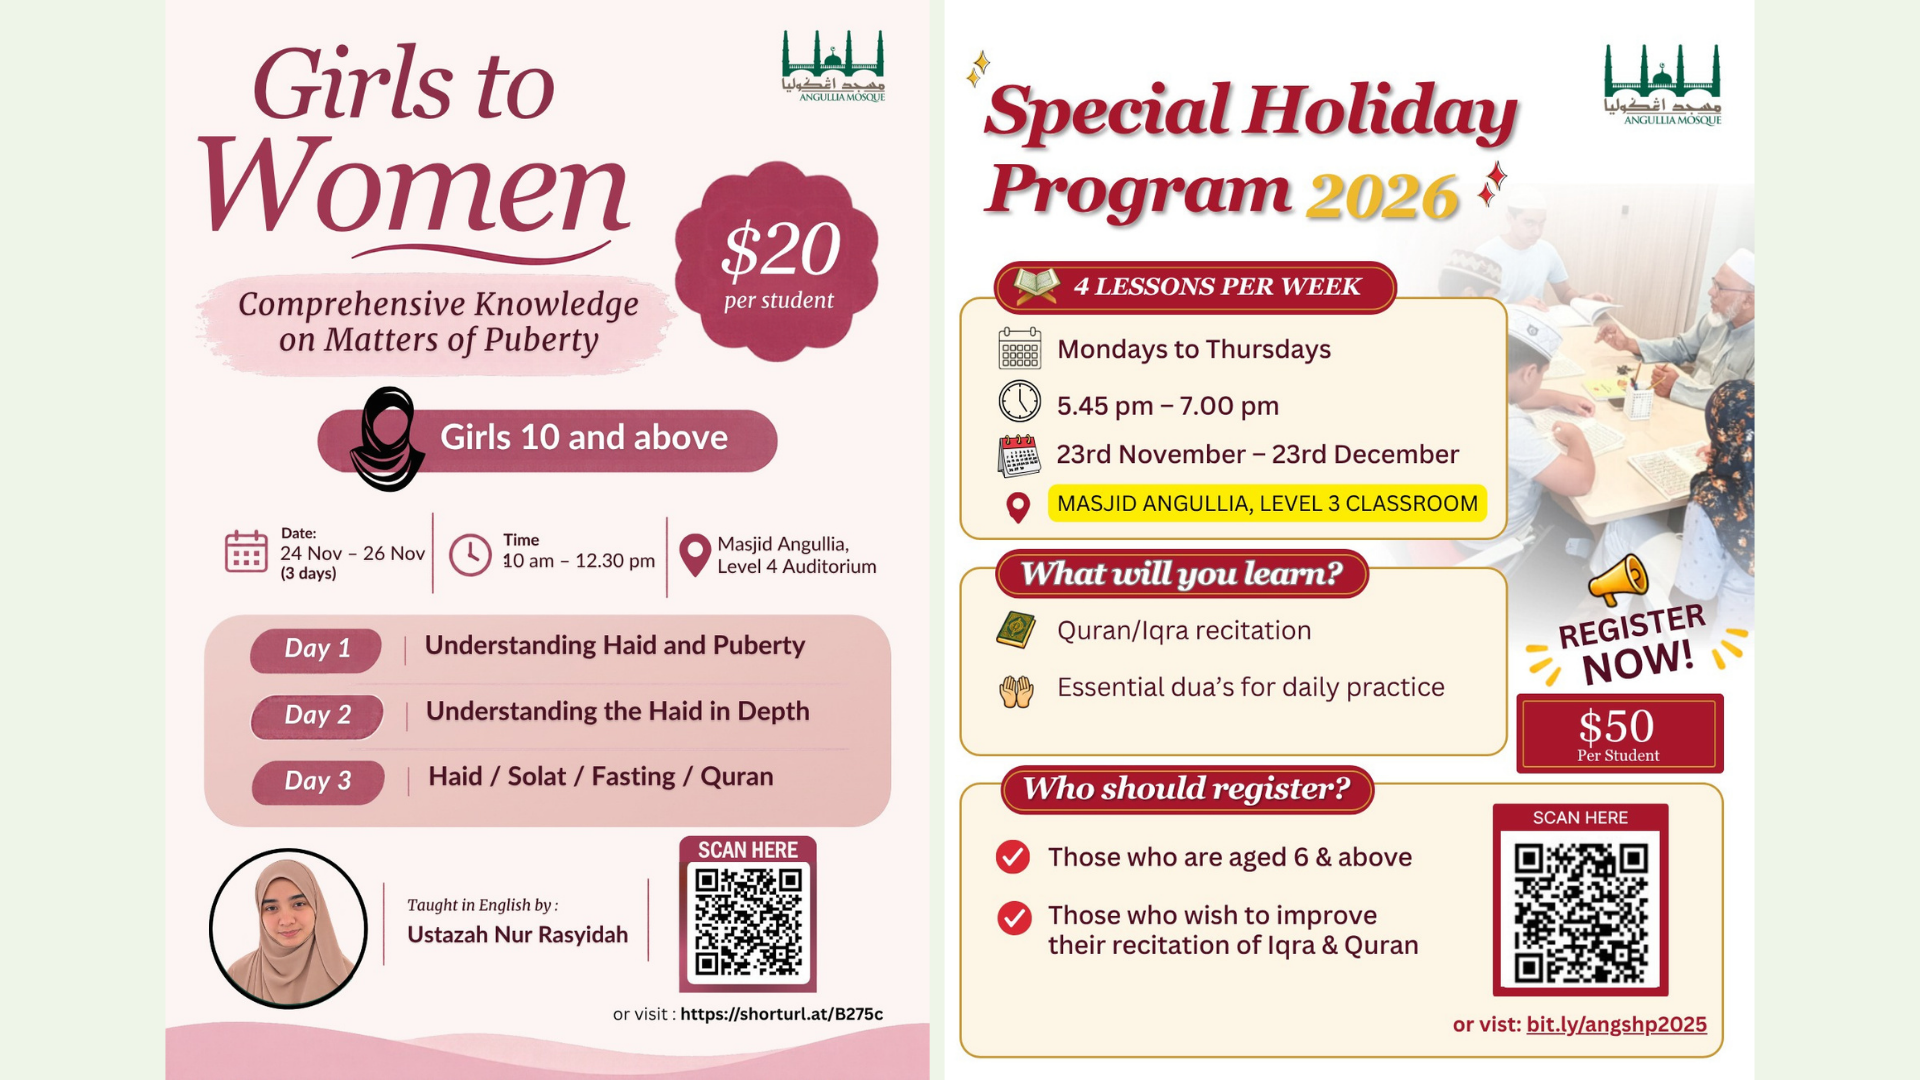 Girls to
Women
مسجد اڠݢوليا
ANGULLIA MOSQUE
$20
per student
Comprehensive Knowledge
on Matters of Puberty
Girls 10 and above
Date:
24 Nov – 26 Nov
(3 days)
Time
10 am – 12.30 pm
Masjid Angullia,
Level 4 Auditorium
Day 1
Understanding Haid and Puberty
Day 2
Understanding the Haid in Depth
Day 3
Haid / Solat / Fasting / Quran
Taught in English by :
Ustazah Nur Rasyidah
SCAN HERE
or visit : https://shorturl.at/B275c
Special Holiday
Program 2026
مسجد اڠݢوليا
ANGULLIA MOSQUE
4 LESSONS PER WEEK
Mondays to Thursdays
5.45 pm – 7.00 pm
23rd November – 23rd December
MASJID ANGULLIA, LEVEL 3 CLASSROOM
What will you learn?
Quran/Iqra recitation
Essential dua's for daily practice
REGISTER
NOW!
$50
Per Student
Who should register?
Those who are aged 6 & above
Those who wish to improve
their recitation of Iqra & Quran
SCAN HERE
or vist: bit.ly/angshp2025